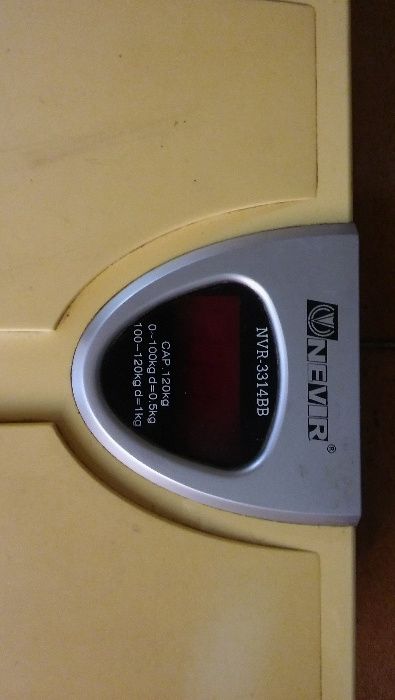 NEVIR®
NVR-3314BB
CAP. 120kg
0~100kg d=0,5kg
100~120kg d=1kg